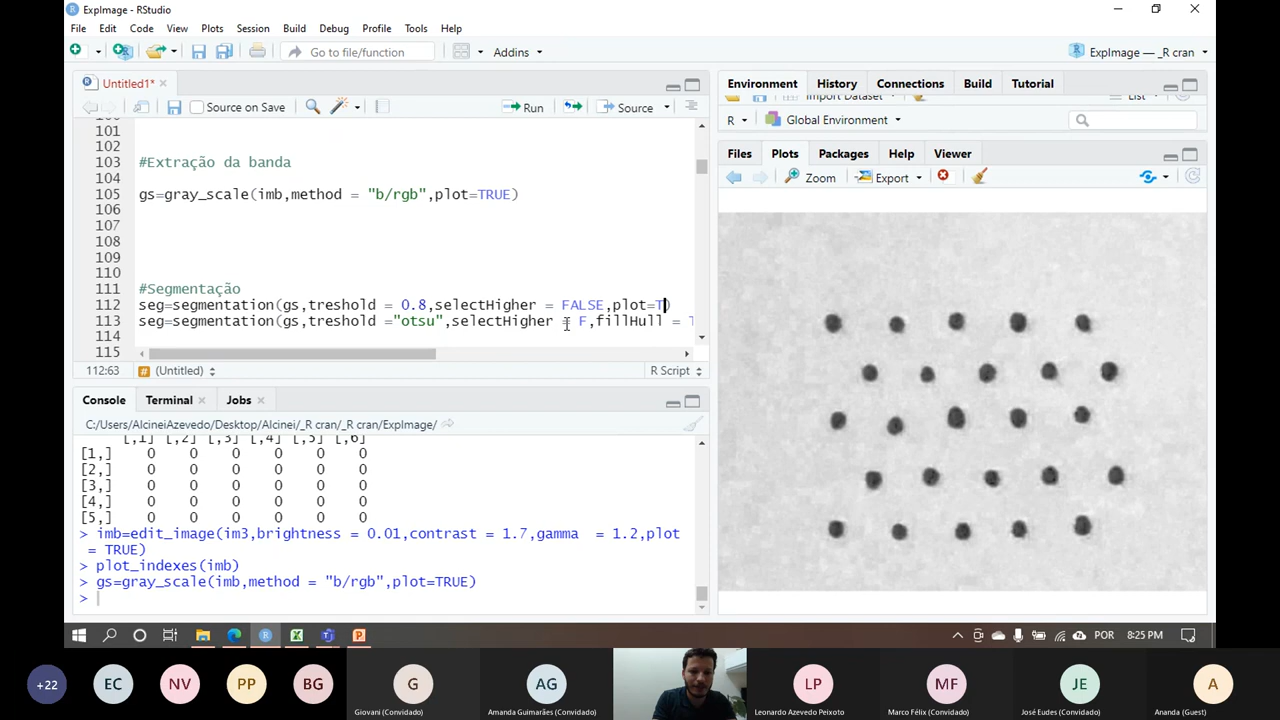 ExpImage — RStudio
File Edit Code View Plots Session Build Debug Profile Tools Help
Go to file/function Addins ExpImage — _R cran
Untitled1*
Source on Save Run Source
101
102
103 #Extração da banda
104
105 gs=gray_scale(imb,method = "b/rgb",plot=TRUE)
106
107
108
109
110
111 #Segmentação
112 seg=segmentation(gs,treshold = 0.8,selectHigher = FALSE,plot=T)
113 seg=segmentation(gs,treshold ="otsu",selectHigher = F,fillHull = T
114
115
112:63 (Untitled) R Script
Console Terminal Jobs
C:/Users/AlcineiAzevedo/Desktop/Alcinei/_R cran/_R cran/ExpImage/
[,1] [,2] [,3] [,4] [,5] [,6]
[1,] 0 0 0 0 0 0
[2,] 0 0 0 0 0 0
[3,] 0 0 0 0 0 0
[4,] 0 0 0 0 0 0
[5,] 0 0 0 0 0 0
> imb=edit_image(im3,brightness = 0.01,contrast = 1.7,gamma  = 1.2,plot
= TRUE)
> plot_indexes(imb)
> gs=gray_scale(imb,method = "b/rgb",plot=TRUE)
>
Environment History Connections Build Tutorial
Import Dataset List
R Global Environment
Files Plots Packages Help Viewer
Zoom Export
POR 8:25 PM
+22 EC NV PP BG G AG LP MF JE A
Giovani (Convidado) Amanda Guimarães (Convidado) Leonardo Azevedo Peixoto Marco Félix (Convidado) José Eudes (Convidado) Ananda (Guest)